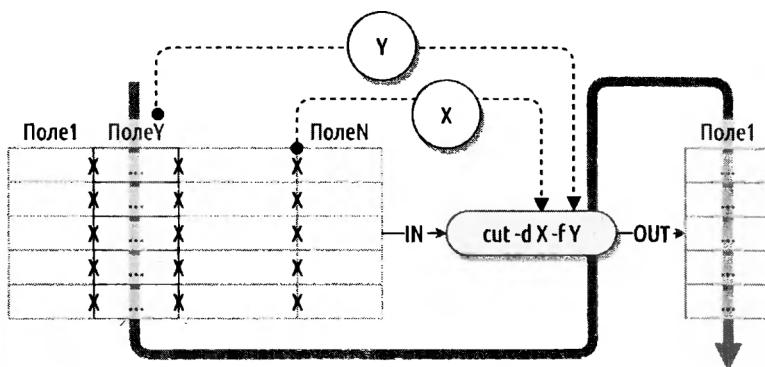 Y
X
Поле1 ПолеY ПолеN Поле1
X ... X X ...
X ... X X ...
X ... X X IN cut -d X -f Y OUT ...
X ... X X ...
X ... X X ...